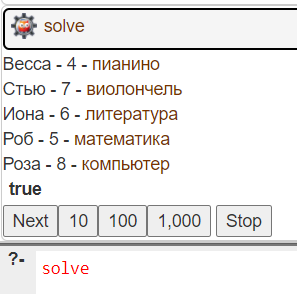 solve
Весса - 4 - пианино
Стью - 7 - виолончель
Иона - 6 - литература
Роб - 5 - математика
Роза - 8 - компьютер
true
Next 10 100 1,000 Stop
?- solve